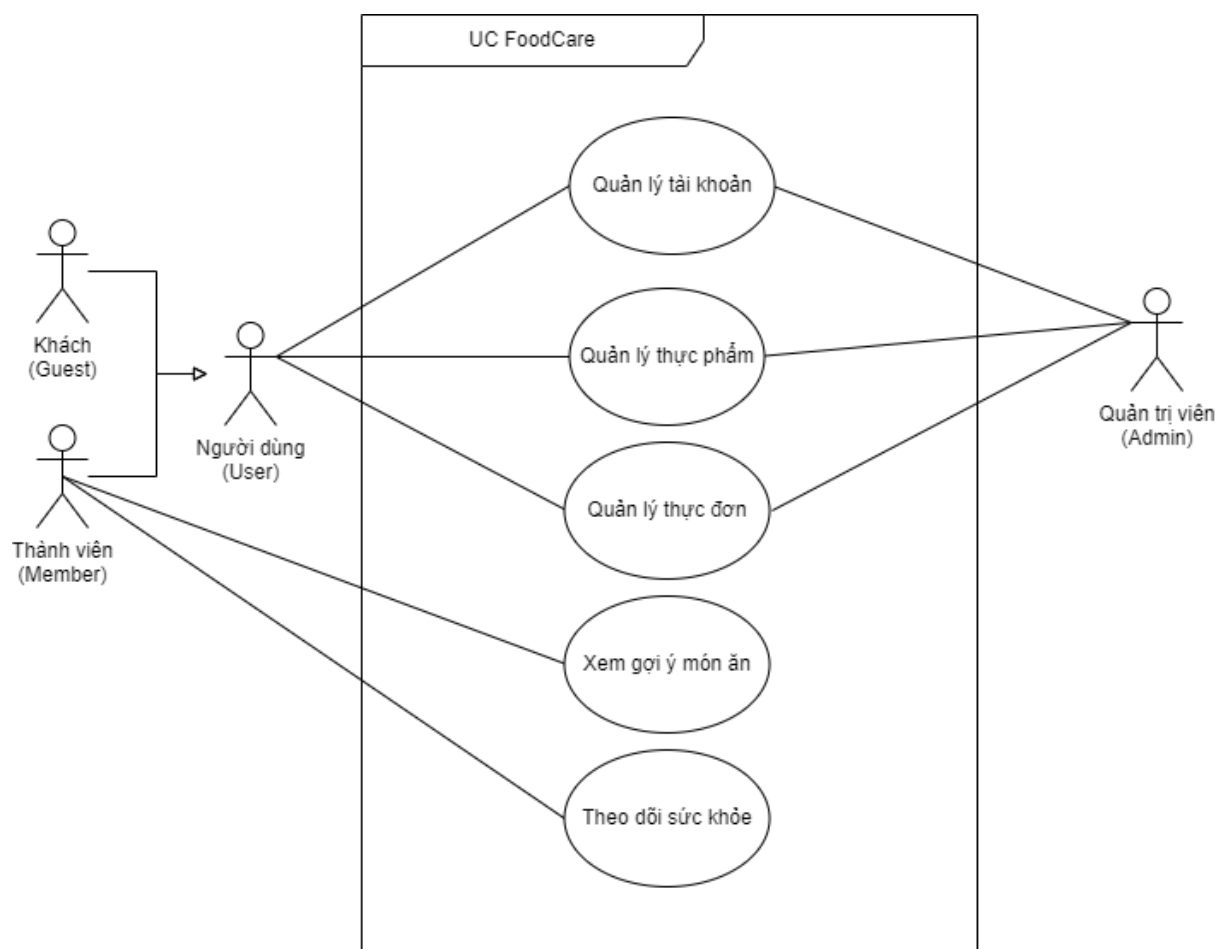 UC FoodCare
Quản lý tài khoản
Khách
(Guest)
Quản lý thực phẩm
Người dùng
(User)
Quản trị viên
(Admin)
Quản lý thực đơn
Thành viên
(Member)
Xem gợi ý món ăn
Theo dõi sức khỏe